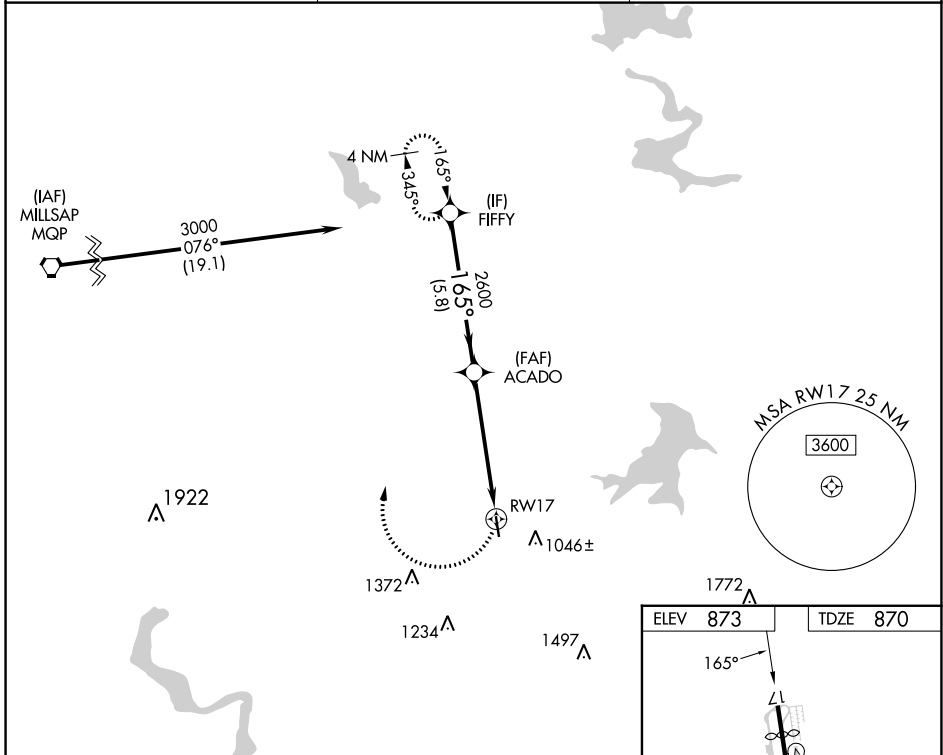 4 NM
165°
345°
(IAF)
MILLSAP
MQP
3000
076°
(19.1)
(IF)
FIFFY
2600
165°
(5.8)
(FAF)
ACADO
MSA RW17 25 NM
3600
1922
RW17
1046±
1372
1234
1497
1772
ELEV 873
TDZE 870
165°
17
A